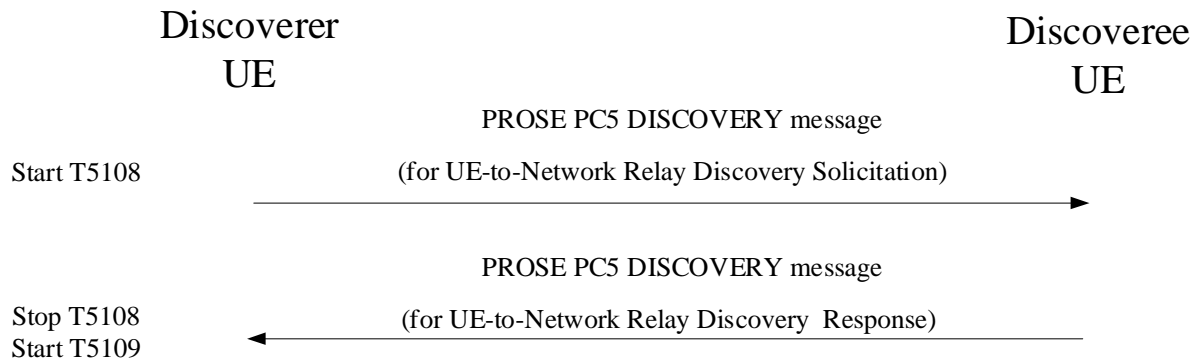 Discoverer
UE
Discoveree
UE
PROSE PC5 DISCOVERY message
Start T5108
(for UE-to-Network Relay Discovery Solicitation)
PROSE PC5 DISCOVERY message
Stop T5108
Start T5109
(for UE-to-Network Relay Discovery Response)